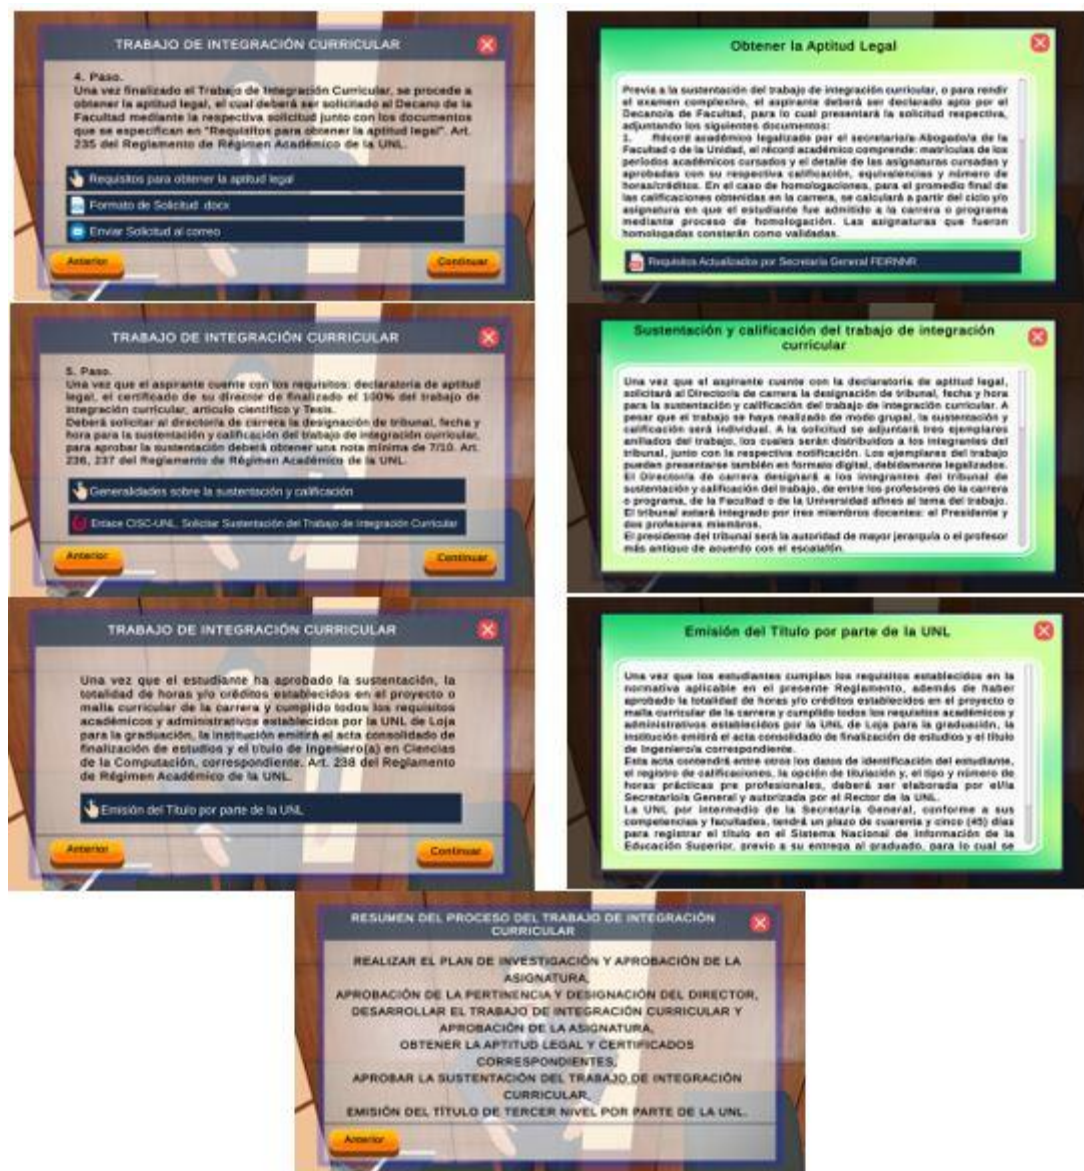 TRABAJO DE INTEGRACIÓN CURRICULAR
4. Paso.
Una vez finalizado el Trabajo de Integración Curricular, se procede a
obtener la aptitud legal, el cual deberá ser solicitado al Decano de la
Facultad mediante la respectiva solicitud junto con los documentos
que se especifican en "Requisitos para obtener la aptitud legal". Art.
235 del Reglamento de Régimen Académico de la UNL.
Requisitos para obtener la aptitud legal
Formato de Solicitud .docx
Enviar Solicitud al correo
Anterior
Continuar
Obtener la Aptitud Legal
Previa a la sustentación del trabajo de integración curricular, o para rendir
el examen complexivo, el aspirante deberá ser declarado apto por el
Decano/a de Facultad, para lo cual presentará la solicitud respectiva,
adjuntando los siguientes documentos:
1. Récord académico legalizado por el secretario/a-Abogado/a de la
Facultad o de la Unidad, el récord académico comprende: matrículas de los
períodos académicos cursados y el detalle de las asignaturas cursadas y
aprobadas con su respectiva calificación, equivalencias y número de
horas/créditos. En el caso de homologaciones, para el promedio final de
las calificaciones obtenidas en la carrera, se calculará a partir del ciclo y/o
asignatura en que el estudiante fue admitido a la carrera o programa
mediante proceso de homologación. Las asignaturas que fueron
homologadas constarán como validadas.
Requisitos Actualizados por Secretaría General FEIRNNR
TRABAJO DE INTEGRACIÓN CURRICULAR
5. Paso.
Una vez que el aspirante cuente con los requisitos: declaratoria de aptitud
legal, el certificado de su director de finalizado el 100% del trabajo de
integración curricular, artículo científico y Tesis.
Deberá solicitar al director/a de carrera la designación de tribunal, fecha y
hora para la sustentación y calificación del trabajo de integración curricular,
para aprobar la sustentación deberá obtener una nota mínima de 7/10. Art.
236, 237 del Reglamento de Régimen Académico de la UNL.
Generalidades sobre la sustentación y calificación
Enlace CISC-UNL, Solicitar Sustentación del Trabajo de Integración Curricular
Anterior
Continuar
Sustentación y calificación del trabajo de integración
curricular
Una vez que el aspirante cuente con la declaratoria de aptitud legal,
solicitará al Director/a de carrera la designación de tribunal, fecha y hora
para la sustentación y calificación del trabajo de integración curricular. A
pesar que el trabajo se haya realizado de modo grupal, la sustentación y
calificación será individual. A la solicitud se adjuntará tres ejemplares
anillados del trabajo, los cuales serán distribuidos a los integrantes del
tribunal, junto con la respectiva notificación. Los ejemplares del trabajo
pueden presentarse también en formato digital, debidamente legalizados.
El Director/a de carrera designará a los integrantes del tribunal de
sustentación y calificación del trabajo, de entre los profesores de la carrera
o programa, de la Facultad o de la Universidad afines al tema del trabajo.
El tribunal estará integrado por tres miembros docentes: el Presidente y
dos profesores miembros.
El presidente del tribunal será la autoridad de mayor jerarquía o el profesor
más antiguo de acuerdo con el escalafón.
TRABAJO DE INTEGRACIÓN CURRICULAR
Una vez que el estudiante ha aprobado la sustentación, la
totalidad de horas y/o créditos establecidos en el proyecto o
malla curricular de la carrera y cumplido todos los requisitos
académicos y administrativos establecidos por la UNL de Loja
para la graduación, la institución emitirá el acta consolidado de
finalización de estudios y el título de Ingeniero(a) en Ciencias
de la Computación, correspondiente. Art. 238 del Reglamento
de Régimen Académico de la UNL.
Emisión del Título por parte de la UNL
Anterior
Continuar
Emisión del Título por parte de la UNL
Una vez que los estudiantes cumplan los requisitos establecidos en la
normativa aplicable en el presente Reglamento, además de haber
aprobado la totalidad de horas y/o créditos establecidos en el proyecto o
malla curricular de la carrera y cumplido todos los requisitos académicos y
administrativos establecidos por la UNL de Loja para la graduación, la
institución emitirá el acta consolidado de finalización de estudios y el título
de Ingeniero/a correspondiente.
Esta acta contendrá entre otros los datos de identificación del estudiante,
el registro de calificaciones, la opción de titulación y, el tipo y número de
horas prácticas pre profesionales, deberá ser elaborada por el/la
Secretario/a General y autorizada por el Rector de la UNL.
La UNL por intermedio de la Secretaría General, conforme a sus
competencias y facultades, tendrá un plazo de cuarenta y cinco (45) días
para registrar el título en el Sistema Nacional de Información de la
Educación Superior, previo a su entrega al graduado, para lo cual se
RESUMEN DEL PROCESO DEL TRABAJO DE INTEGRACIÓN
CURRICULAR
REALIZAR EL PLAN DE INVESTIGACIÓN Y APROBACIÓN DE LA
ASIGNATURA,
APROBACIÓN DE LA PERTINENCIA Y DESIGNACIÓN DEL DIRECTOR,
DESARROLLAR EL TRABAJO DE INTEGRACIÓN CURRICULAR Y
APROBACIÓN DE LA ASIGNATURA,
OBTENER LA APTITUD LEGAL Y CERTIFICADOS
CORRESPONDIENTES,
APROBAR LA SUSTENTACIÓN DEL TRABAJO DE INTEGRACIÓN
CURRICULAR,
EMISIÓN DEL TÍTULO DE TERCER NIVEL POR PARTE DE LA UNL.
Anterior